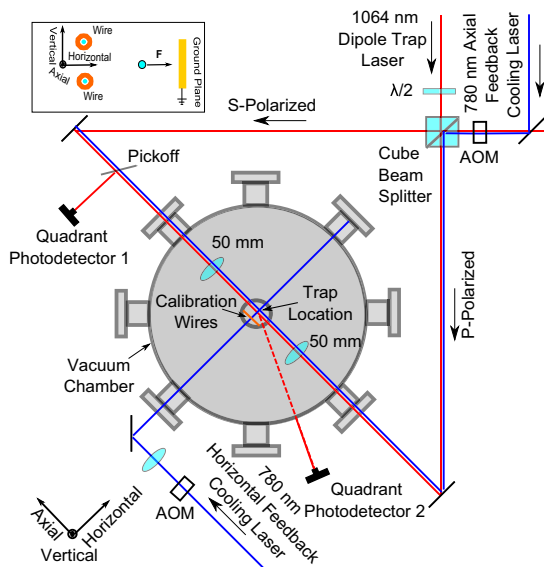 Vertical
Wire
Horizontal
Axial
Wire
F
Ground Plane
1064 nm
Dipole Trap
Laser
780 nm Axial
Feedback
Cooling Laser
λ/2
S-Polarized
AOM
Cube
Beam
Splitter
Pickoff
Quadrant
Photodetector 1
50 mm
Calibration
Wires
Trap
Location
50 mm
P-Polarized
Vacuum
Chamber
780 nm
Horizontal Feedback
Cooling Laser
Quadrant
Photodetector 2
AOM
Axial
Horizontal
Vertical